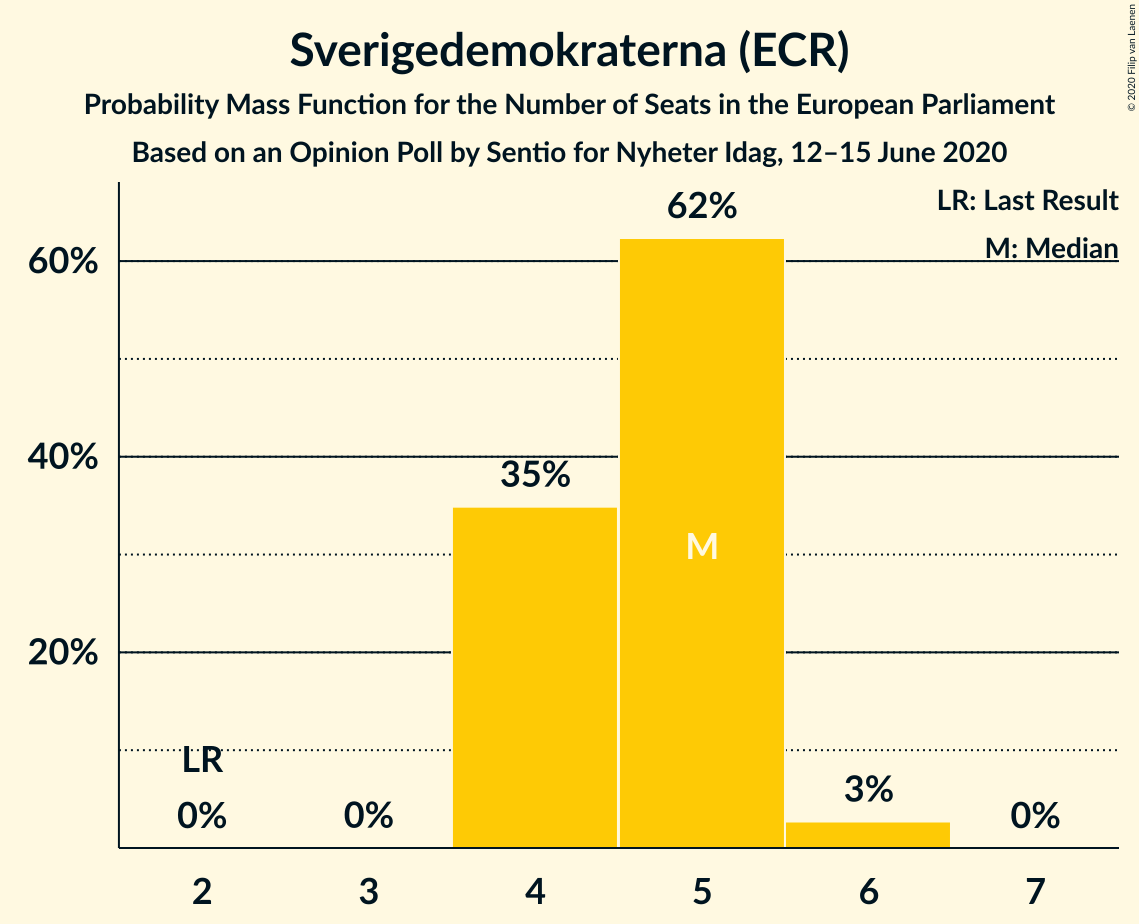 Sverigedemokraterna (ECR)
Probability Mass Function for the Number of Seats in the European Parliament
Based on an Opinion Poll by Sentio for Nyheter Idag, 12–15 June 2020
© 2020 Filip van Laenen
LR: Last Result
M: Median
62%
60%
40%
35%
M
20%
LR
0%
0%
3%
0%
2 3 4 5 6 7